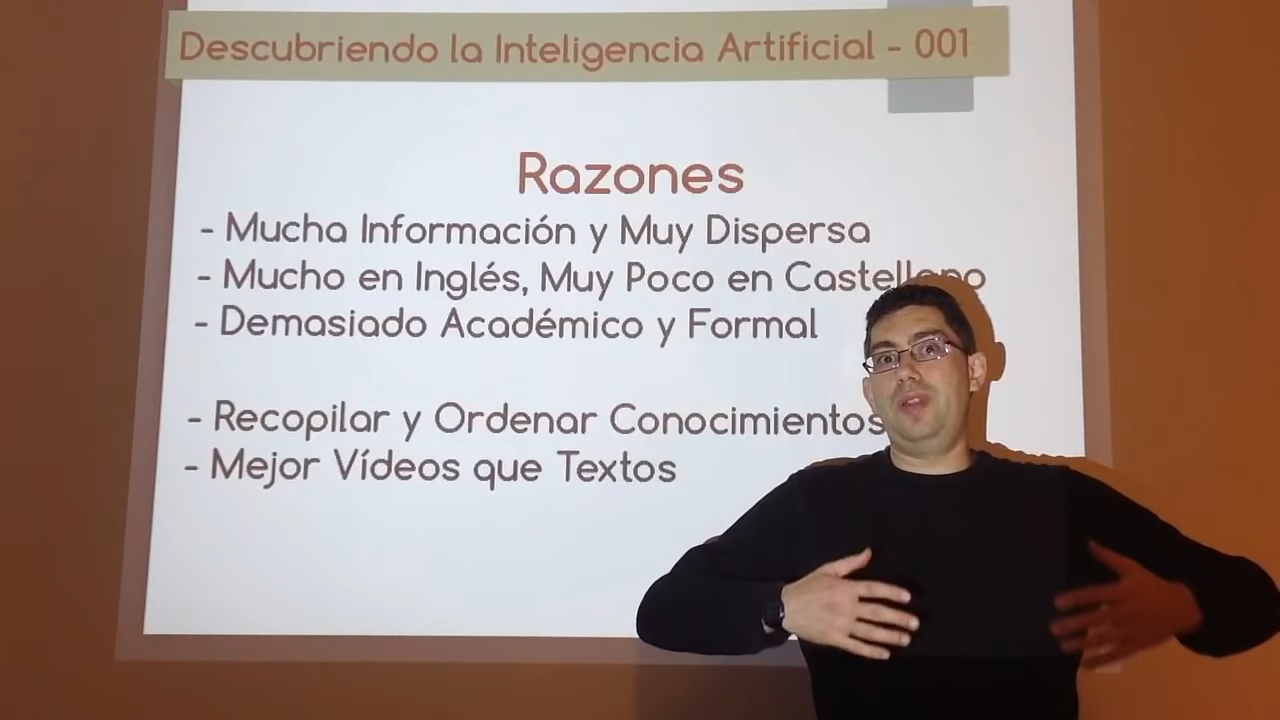 Descubriendo la Inteligencia Artificial - 001
Razones
- Mucha Información y Muy Dispersa
- Mucho en Inglés, Muy Poco en Castellano
- Demasiado Académico y Formal
- Recopilar y Ordenar Conocimientos
- Mejor Vídeos que Textos